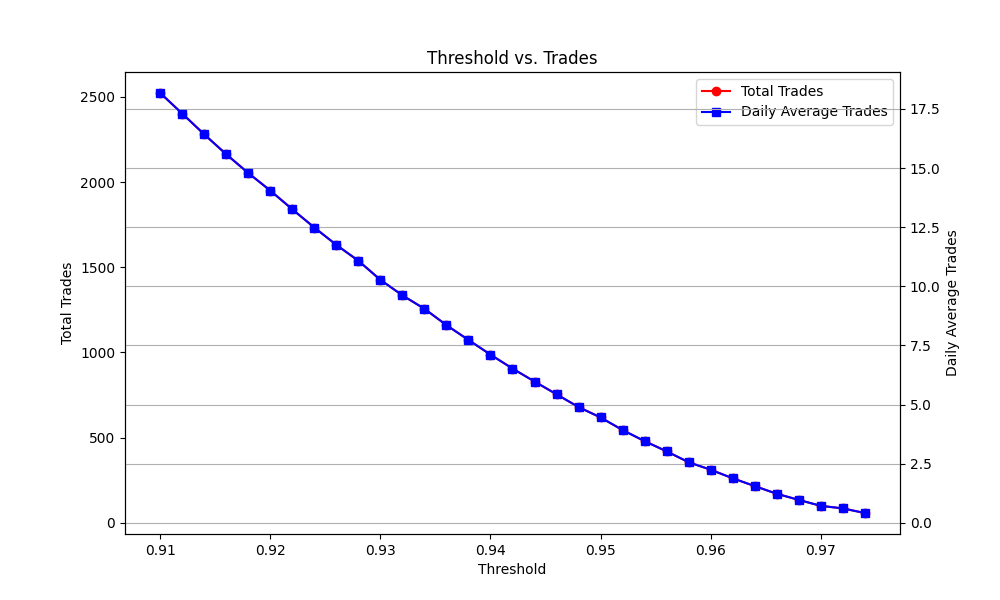 Threshold vs. Trades
Total Trades
Daily Average Trades
2500
2000
1500
1000
500
0
Total Trades
17.5
15.0
12.5
10.0
7.5
5.0
2.5
0.0
Daily Average Trades
0.91 0.92 0.93 0.94 0.95 0.96 0.97
Threshold